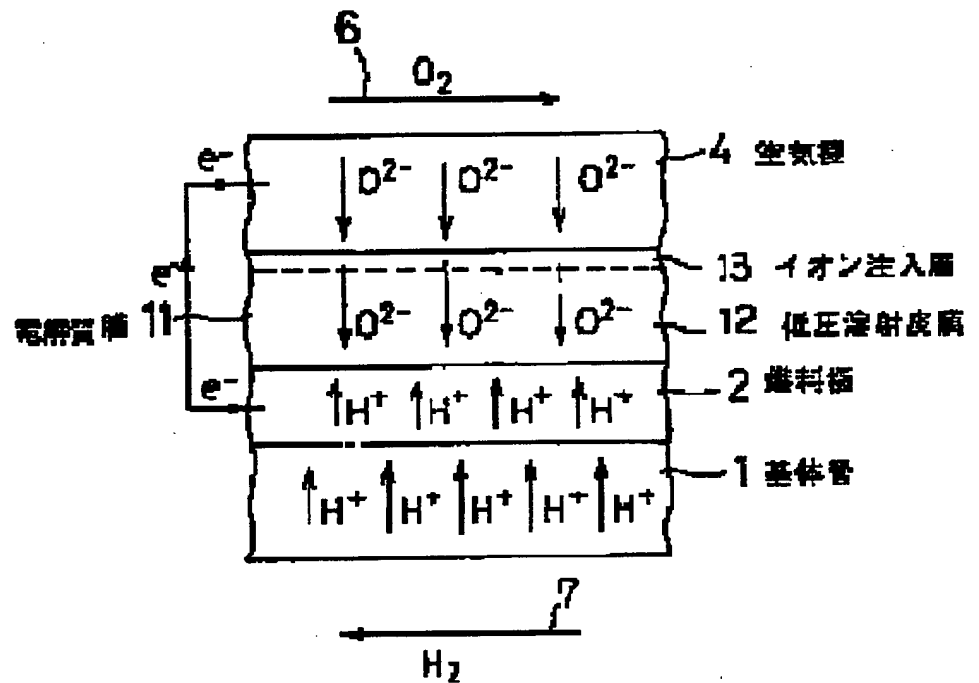 6
O2
e-
O2- O2- O2-
4 空気極
e-
13 イオン注入層
電解質膜 11
O2- O2- O2-
12 低圧溶射皮膜
e-
H+ H+ H+ H+
2 燃料極
H+ H+ H+ H+ H+
1 基体管
7
H2